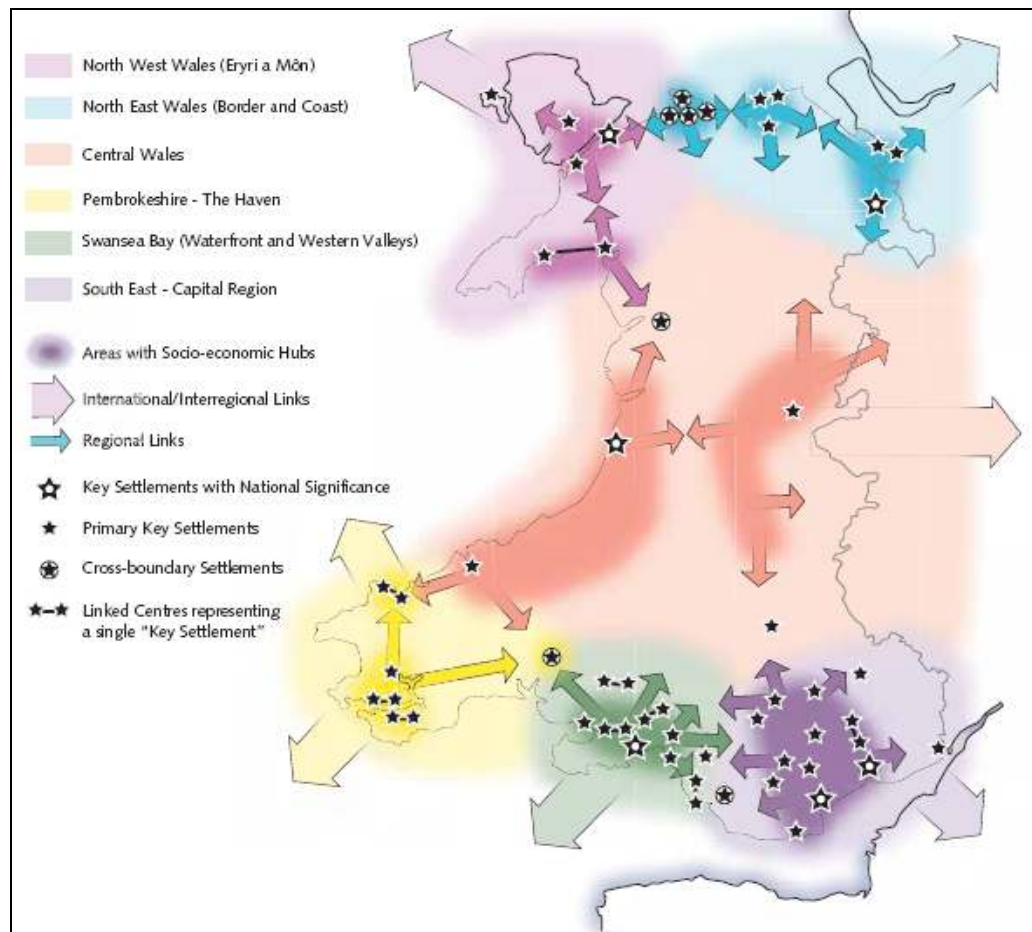 North West Wales (Eryri a Môn)
North East Wales (Border and Coast)
Central Wales
Pembrokeshire - The Haven
Swansea Bay (Waterfront and Western Valleys)
South East - Capital Region
Areas with Socio-economic Hubs
International/Interregional Links
Regional Links
Key Settlements with National Significance
Primary Key Settlements
Cross-boundary Settlements
Linked Centres representing
a single "Key Settlement"